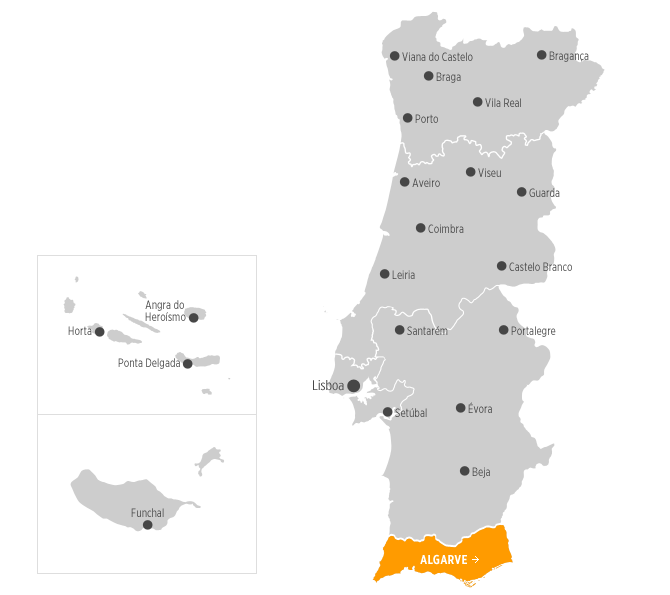 Viana do Castelo
Bragança
Braga
Vila Real
Porto
Viseu
Aveiro
Guarda
Coimbra
Castelo Branco
Leiria
Angra do
Heroísmo
Horta
Santarém
Portalegre
Ponta Delgada
Lisboa
Setúbal
Évora
Beja
Funchal
ALGARVE →